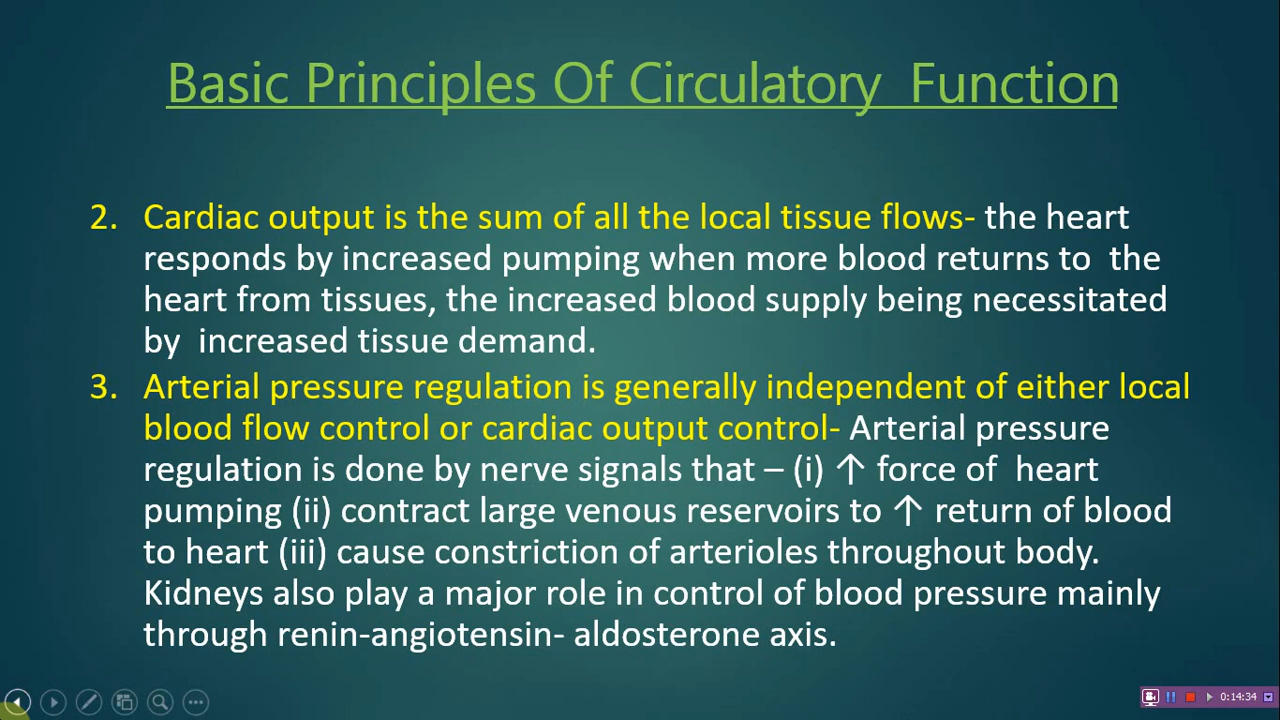 Basic Principles Of Circulatory Function
2. Cardiac output is the sum of all the local tissue flows- the heart
responds by increased pumping when more blood returns to the
heart from tissues, the increased blood supply being necessitated
by increased tissue demand.
3. Arterial pressure regulation is generally independent of either local
blood flow control or cardiac output control- Arterial pressure
regulation is done by nerve signals that – (i) ↑ force of heart
pumping (ii) contract large venous reservoirs to ↑ return of blood
to heart (iii) cause constriction of arterioles throughout body.
Kidneys also play a major role in control of blood pressure mainly
through renin-angiotensin- aldosterone axis.
0:14:34